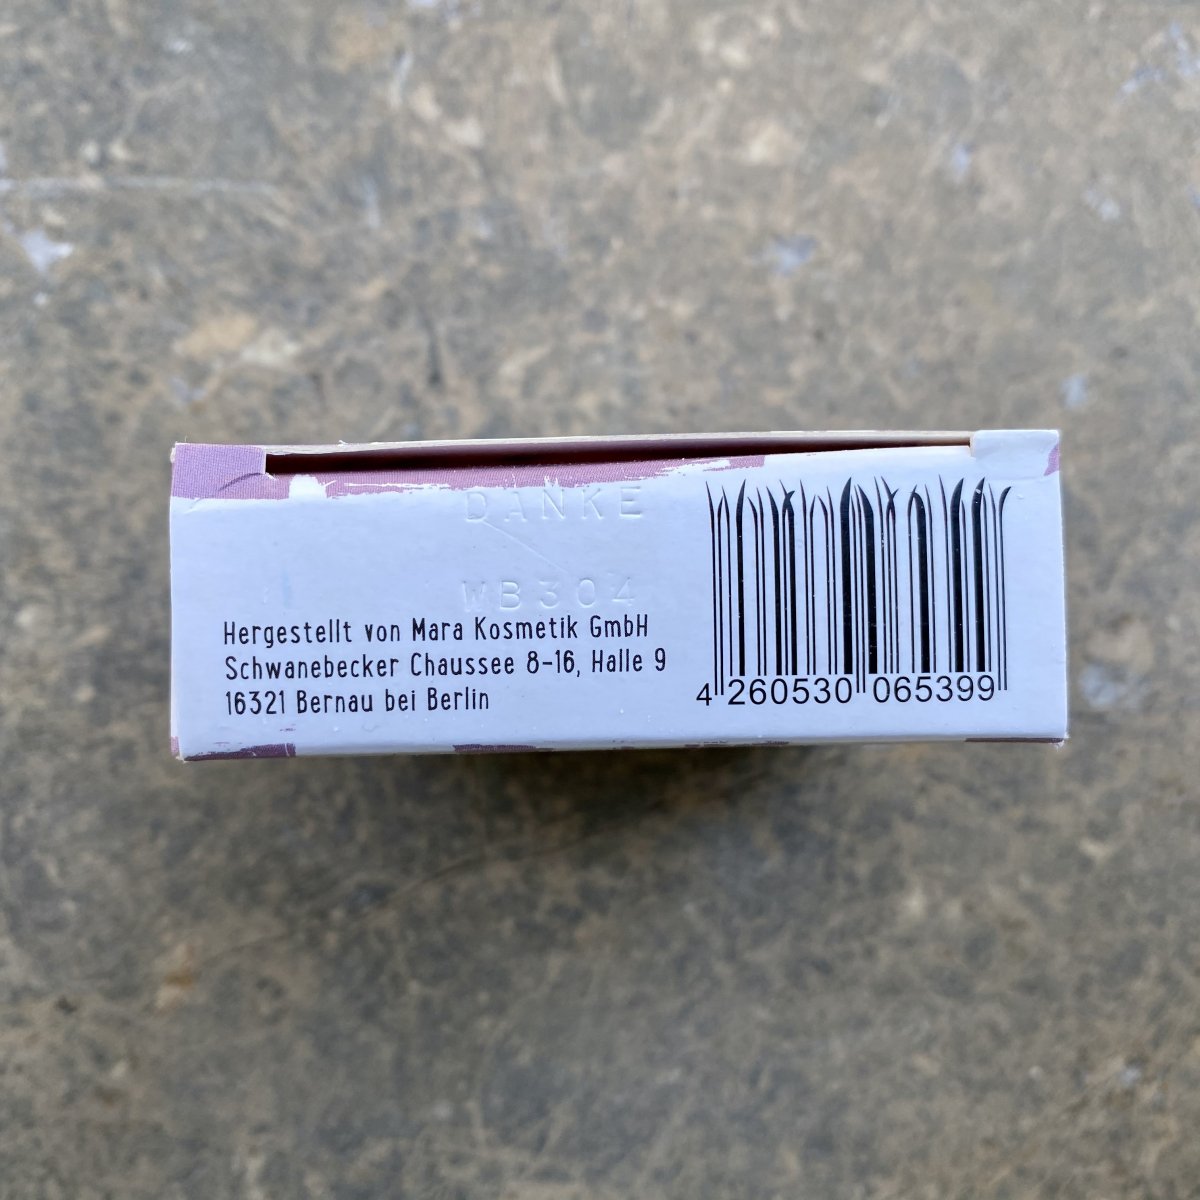 DANKE
WB304
Hergestellt von Mara Kosmetik GmbH
Schwanebecker Chaussee 8-16, Halle 9
16321 Bernau bei Berlin
4 260530 065399